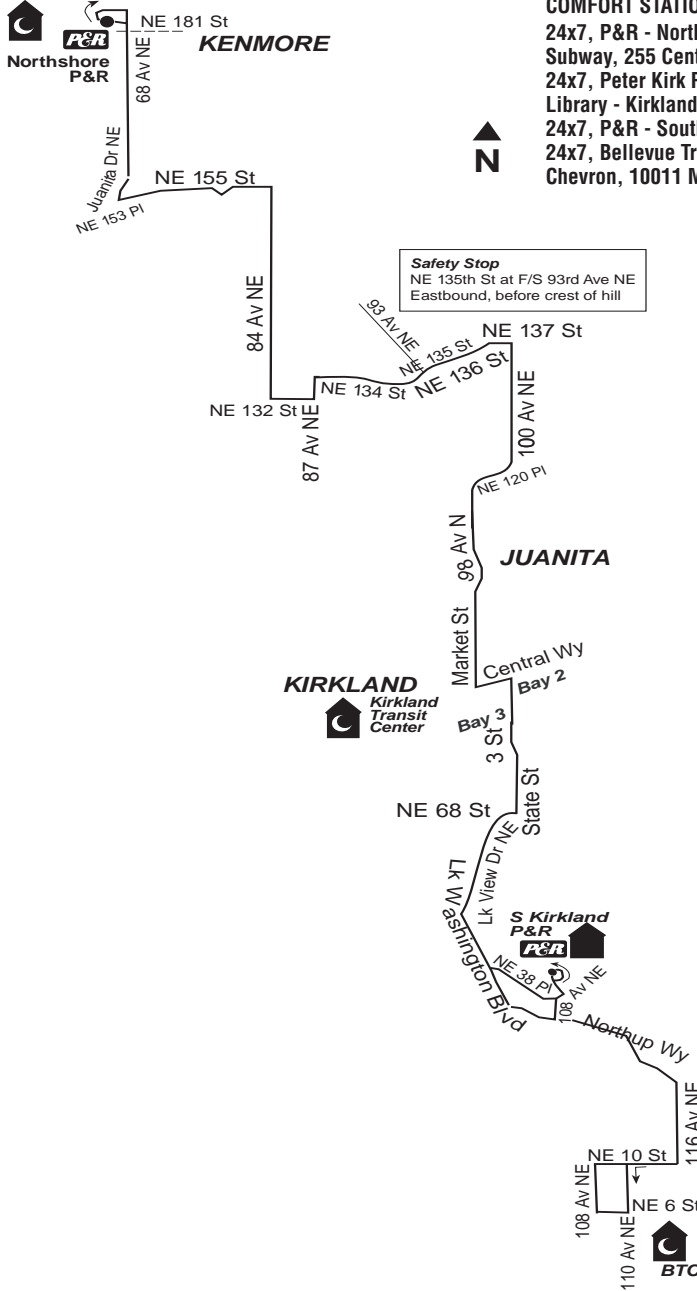 COMFORT STATIO
24x7, P&R - North
Subway, 255 Cent
24x7, Peter Kirk
Library - Kirkland
24x7, P&R - Sout
24x7, Bellevue Tr
Chevron, 10011 M
NE 181 St
P&R
KENMORE
Northshore
P&R
68 Av NE
N
Juanita Dr NE
NE 155 St
NE 153 Pl
Safety Stop
NE 135th St at F/S 93rd Ave NE
Eastbound, before crest of hill
84 Av NE
93 Av NE
NE 137 St
NE 135 St
NE 136 St
NE 134 St
NE 132 St
87 Av NE
100 Av NE
NE 120 Pl
98 Av N
JUANITA
Market St
Central Wy
Bay 2
KIRKLAND
Kirkland
Transit
Center
Bay 3
3 St
State St
NE 68 St
Lk View Dr NE
Lk Washington Blvd
S Kirkland
P&R
P&R
NE 38 Pl
108 Av NE
108
Northup Wy
116 Av NE
NE 10 St
108 Av NE
NE 6 St
110 Av NE
BTC